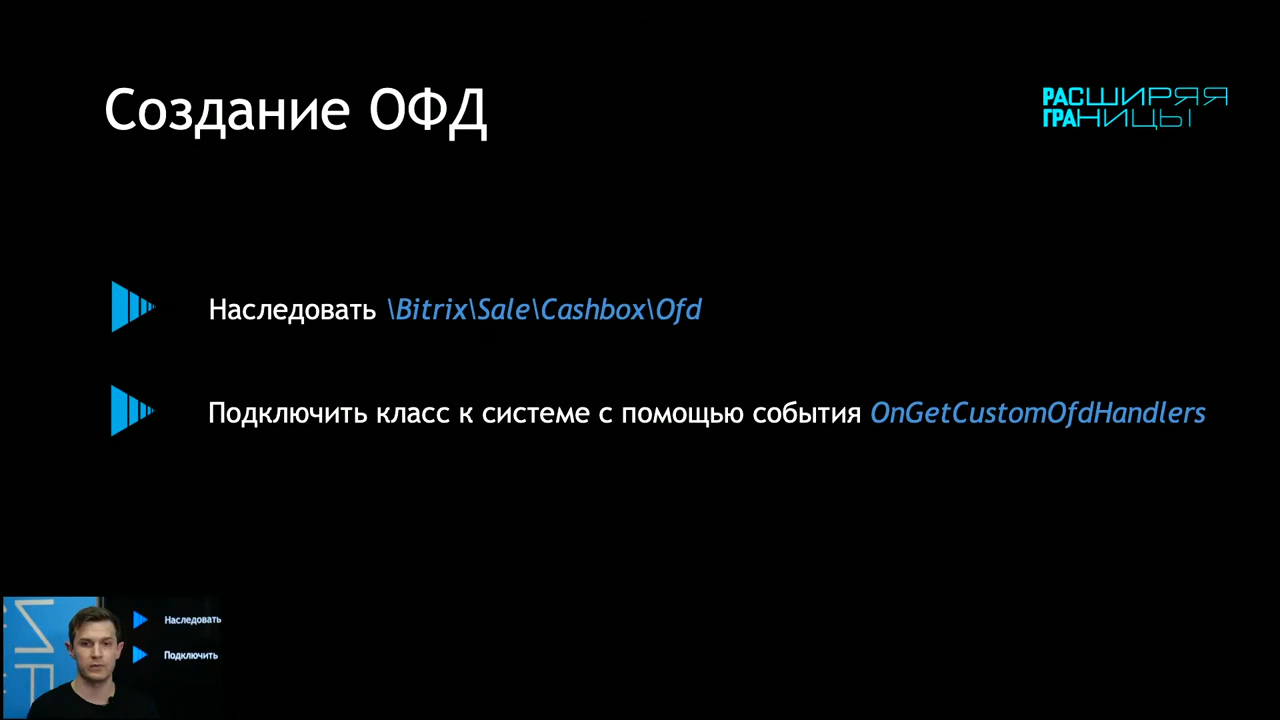 Создание ОФД
РАСШИРЯЯ
ГРАНИЦЫ
Наследовать \Bitrix\Sale\Cashbox\Ofd
Подключить класс к системе с помощью события OnGetCustomOfdHandlers
Наследовать
Подключить